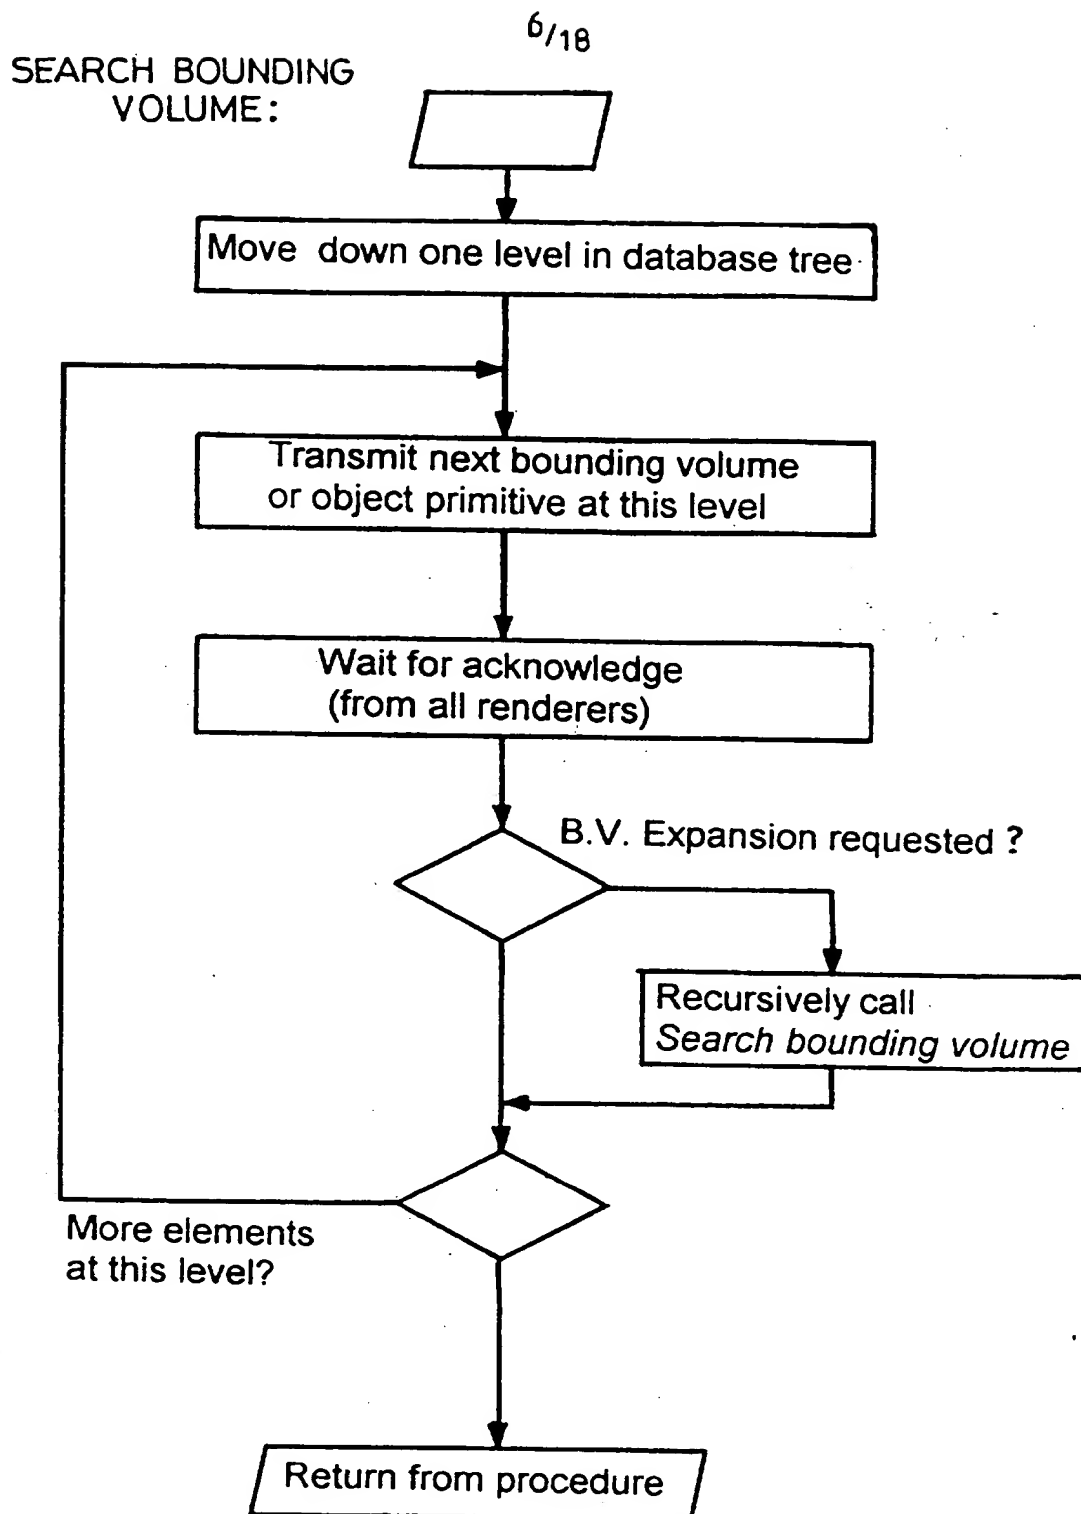 6/18
SEARCH BOUNDING
VOLUME:
Move down one level in database tree
Transmit next bounding volume
or object primitive at this level
Wait for acknowledge
(from all renderers)
B.V. Expansion requested ?
Recursively call
Search bounding volume
More elements
at this level?
Return from procedure